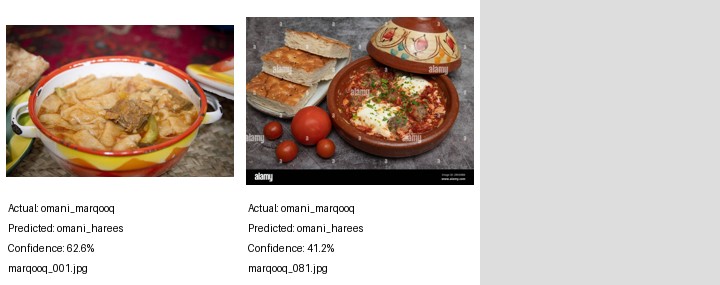 Actual: omani_marqooq
Predicted: omani_harees
Confidence: 62.6%
marqooq_001.jpg
alamy
Actual: omani_marqooq
Predicted: omani_harees
Confidence: 41.2%
marqooq_081.jpg